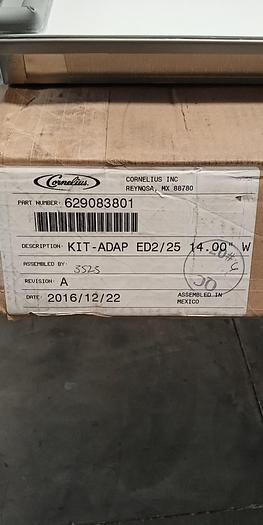 Cornelius
CORNELIUS INC
REYNOSA, MX 88780
PART NUMBER: 629083801
DESCRIPTION: KIT-ADAP ED2/25 14.00" W
ASSEMBLED BY: 3525
REVISION: A
DATE: 2016/12/22
ASSEMBLED IN
MEXICO
QC